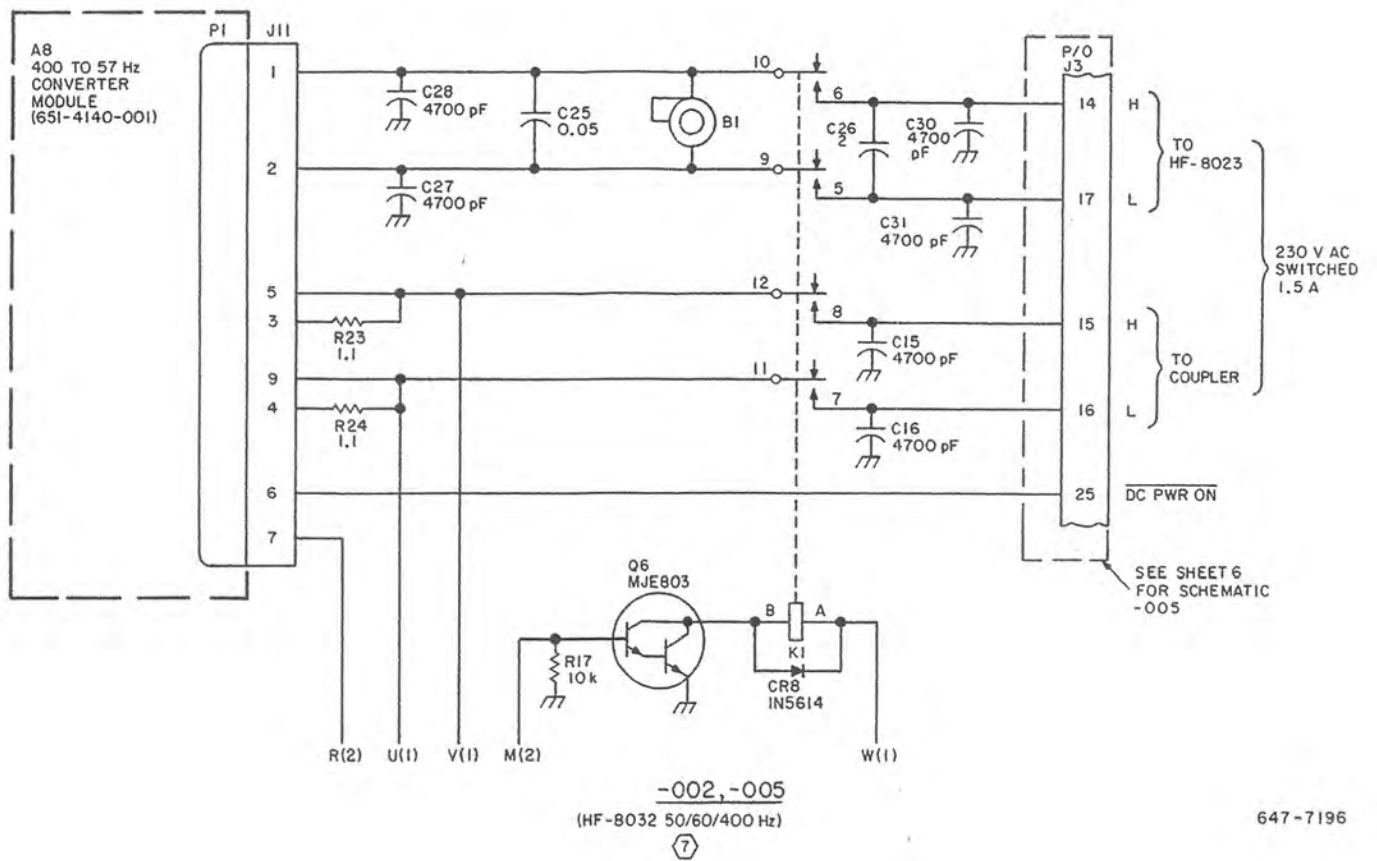 A8
400 TO 57 Hz
CONVERTER
MODULE
(651-4140-001)
P1
J11
1
2
5
3
9
4
6
7
C28
4700 pF
C27
4700 pF
C25
0.05
B1
10
9
6
5
C26
2
C30
4700
pF
C31
4700 pF
P/O
J3
14
H
17
L
TO
HF-8023
R23
1.1
R24
1.1
12
8
11
7
C15
4700 pF
C16
4700 pF
15
H
16
L
TO
COUPLER
230 V AC
SWITCHED
1.5 A
25
DC PWR ON
SEE SHEET 6
FOR SCHEMATIC
-005
Q6
MJE803
R17
10 k
B
A
K1
CR8
IN5614
R(2)
U(1)
V(1)
M(2)
W(1)
-002,-005
(HF-8032 50/60/400 Hz)
7
647-7196